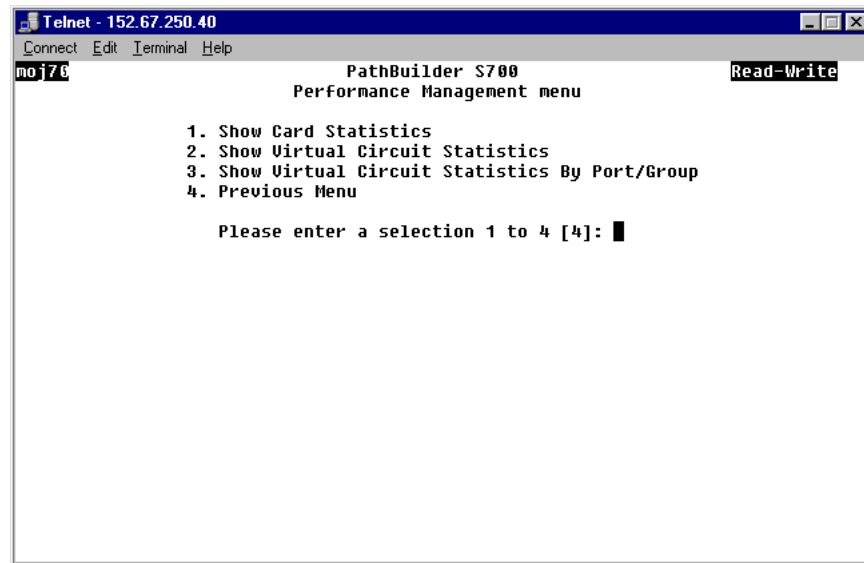 Telnet - 152.67.250.40
Connect Edit Terminal Help
moj70 PathBuilder S700 Read-Write
Performance Management menu
1. Show Card Statistics
2. Show Virtual Circuit Statistics
3. Show Virtual Circuit Statistics By Port/Group
4. Previous Menu
Please enter a selection 1 to 4 [4]: